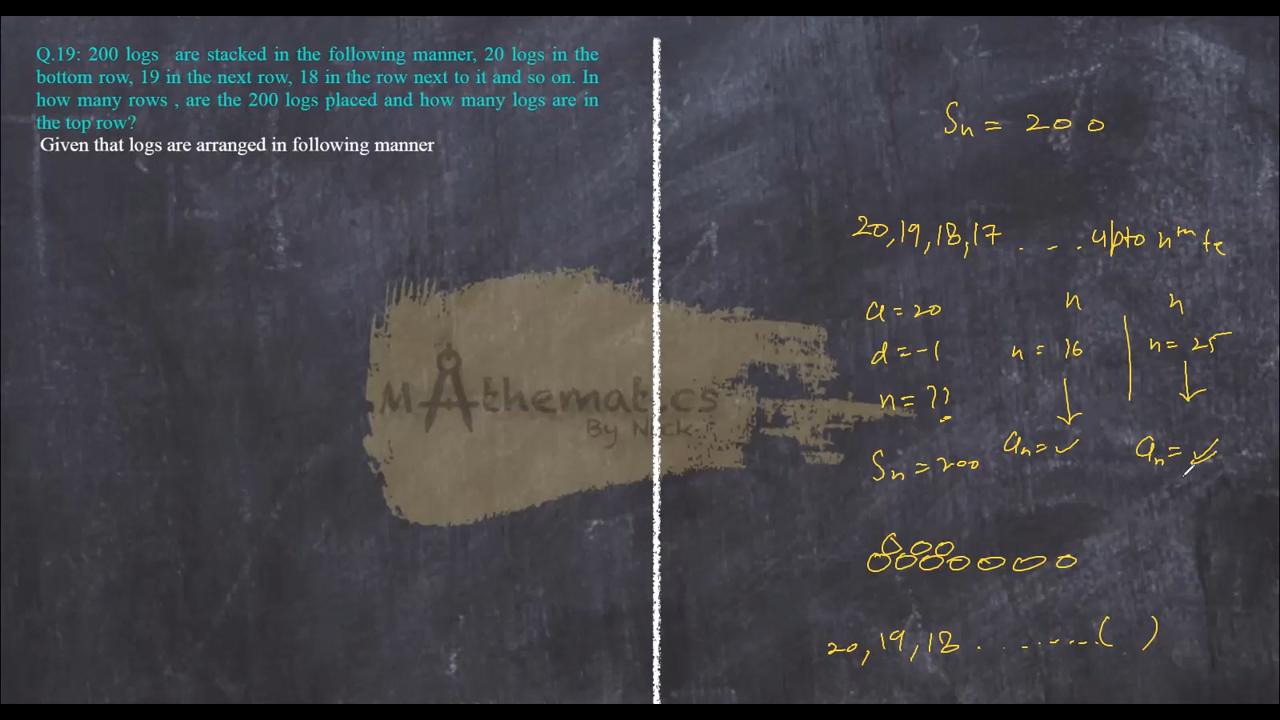 Q.19: 200 logs are stacked in the following manner, 20 logs in the
bottom row, 19 in the next row, 18 in the row next to it and so on. In
how many rows , are the 200 logs placed and how many logs are in
the top row?
Given that logs are arranged in following manner
Mathematics
By Nick
Sn = 200
20, 19, 18, 17 . - - . upto nth te
a = 20
d = -1
n = ??
Sn = 200
n
n = 16
an = ✓
n
n = 25
an = ✓
20, 19, 18 . . . - . - - - . ( )